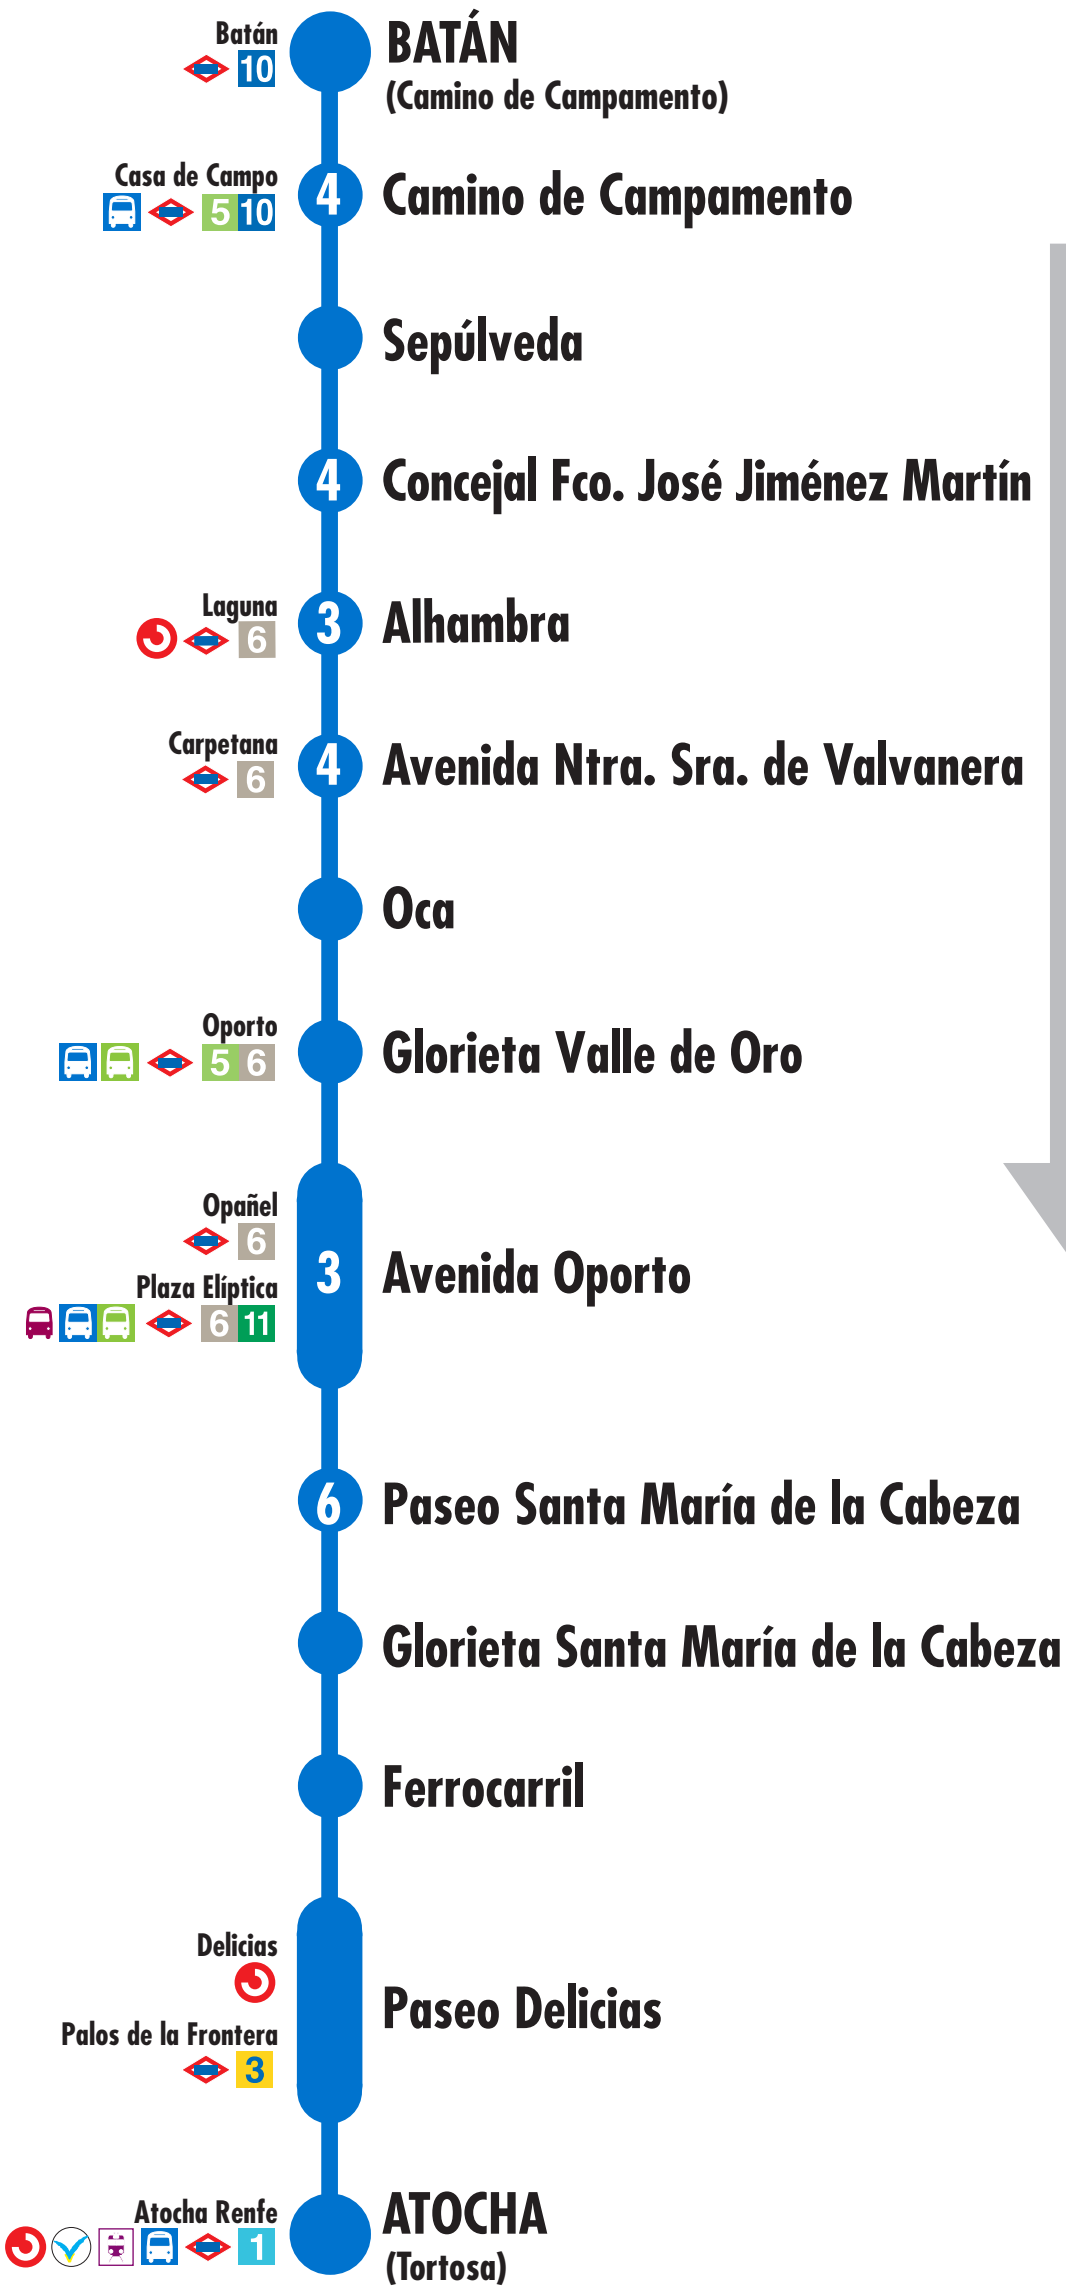 Batán
10
BATÁN
(Camino de Campamento)
Casa de Campo
5 10
4
Camino de Campamento
Sepúlveda
4
Concejal Fco. José Jiménez Martín
Laguna
6
3
Alhambra
Carpetana
6
4
Avenida Ntra. Sra. de Valvanera
Oca
Oporto
5 6
Glorieta Valle de Oro
Opañel
6
Plaza Elíptica
6 11
3
Avenida Oporto
6
Paseo Santa María de la Cabeza
Glorieta Santa María de la Cabeza
Ferrocarril
Delicias
Palos de la Frontera
3
Paseo Delicias
Atocha Renfe
1
ATOCHA
(Tortosa)